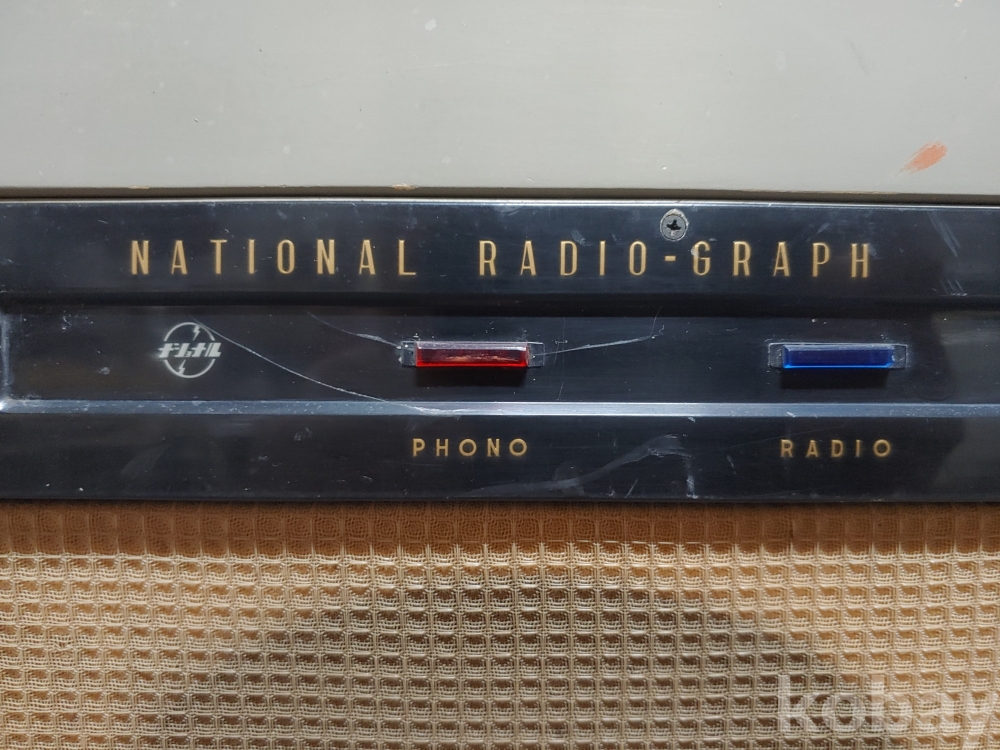 NATIONAL RADIO-GRAPH
ナショナル
PHONO RADIO
kobay